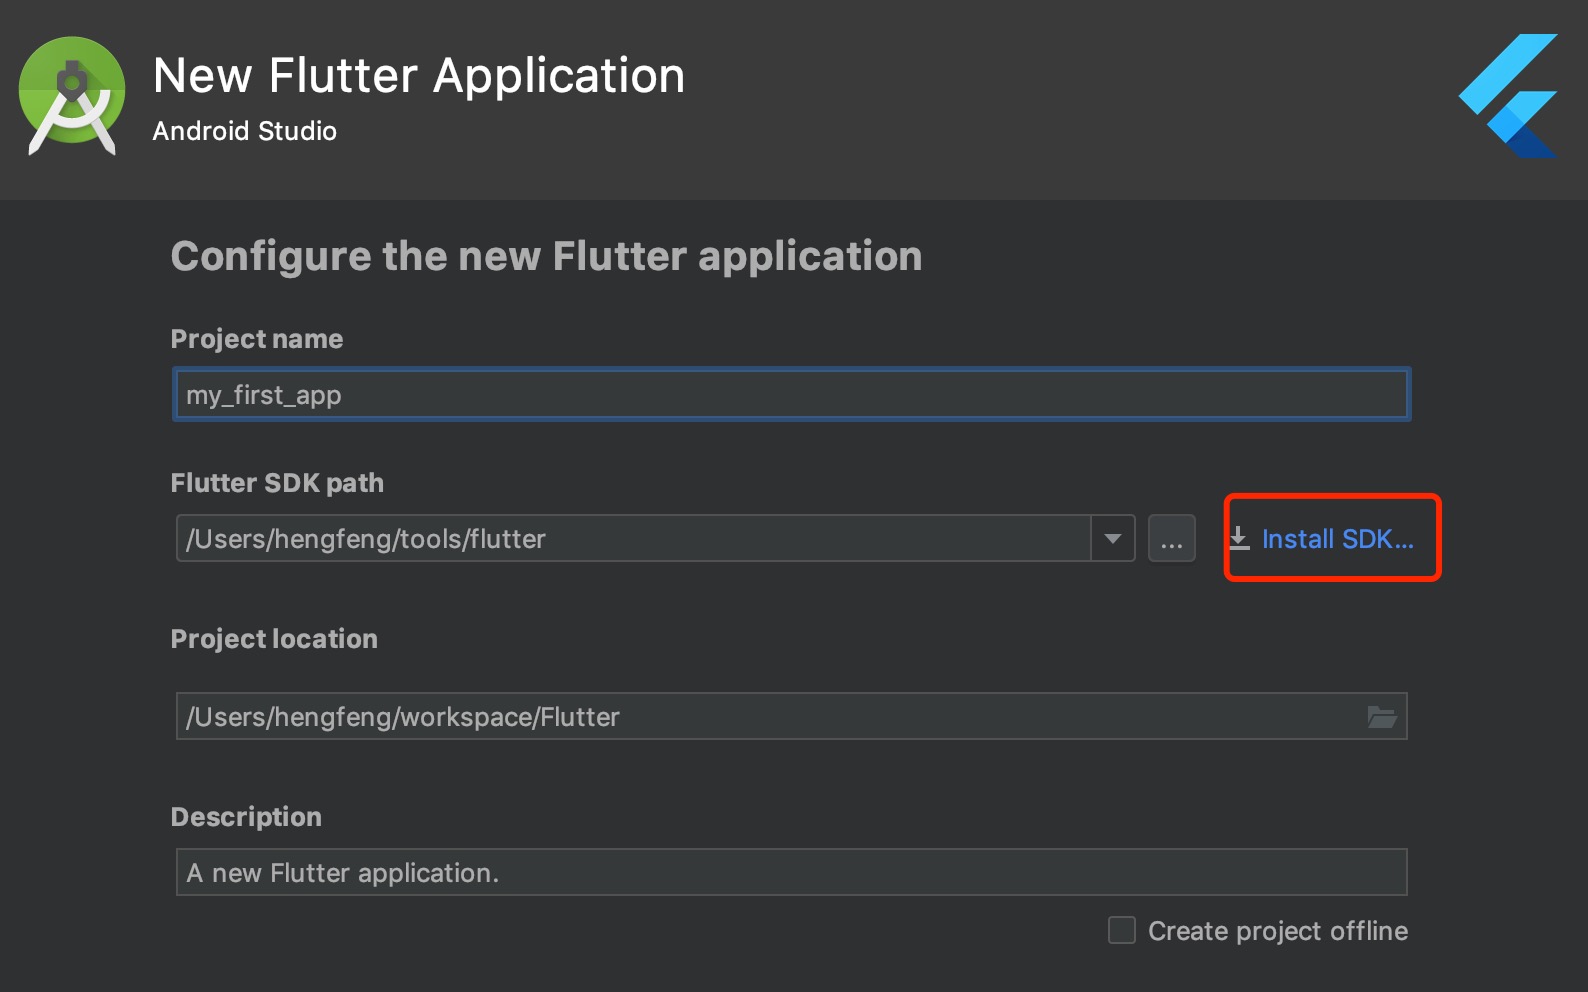 New Flutter Application
Android Studio
Configure the new Flutter application
Project name
my_first_app
Flutter SDK path
/Users/hengfeng/tools/flutter ... Install SDK...
Project location
/Users/hengfeng/workspace/Flutter
Description
A new Flutter application.
Create project offline